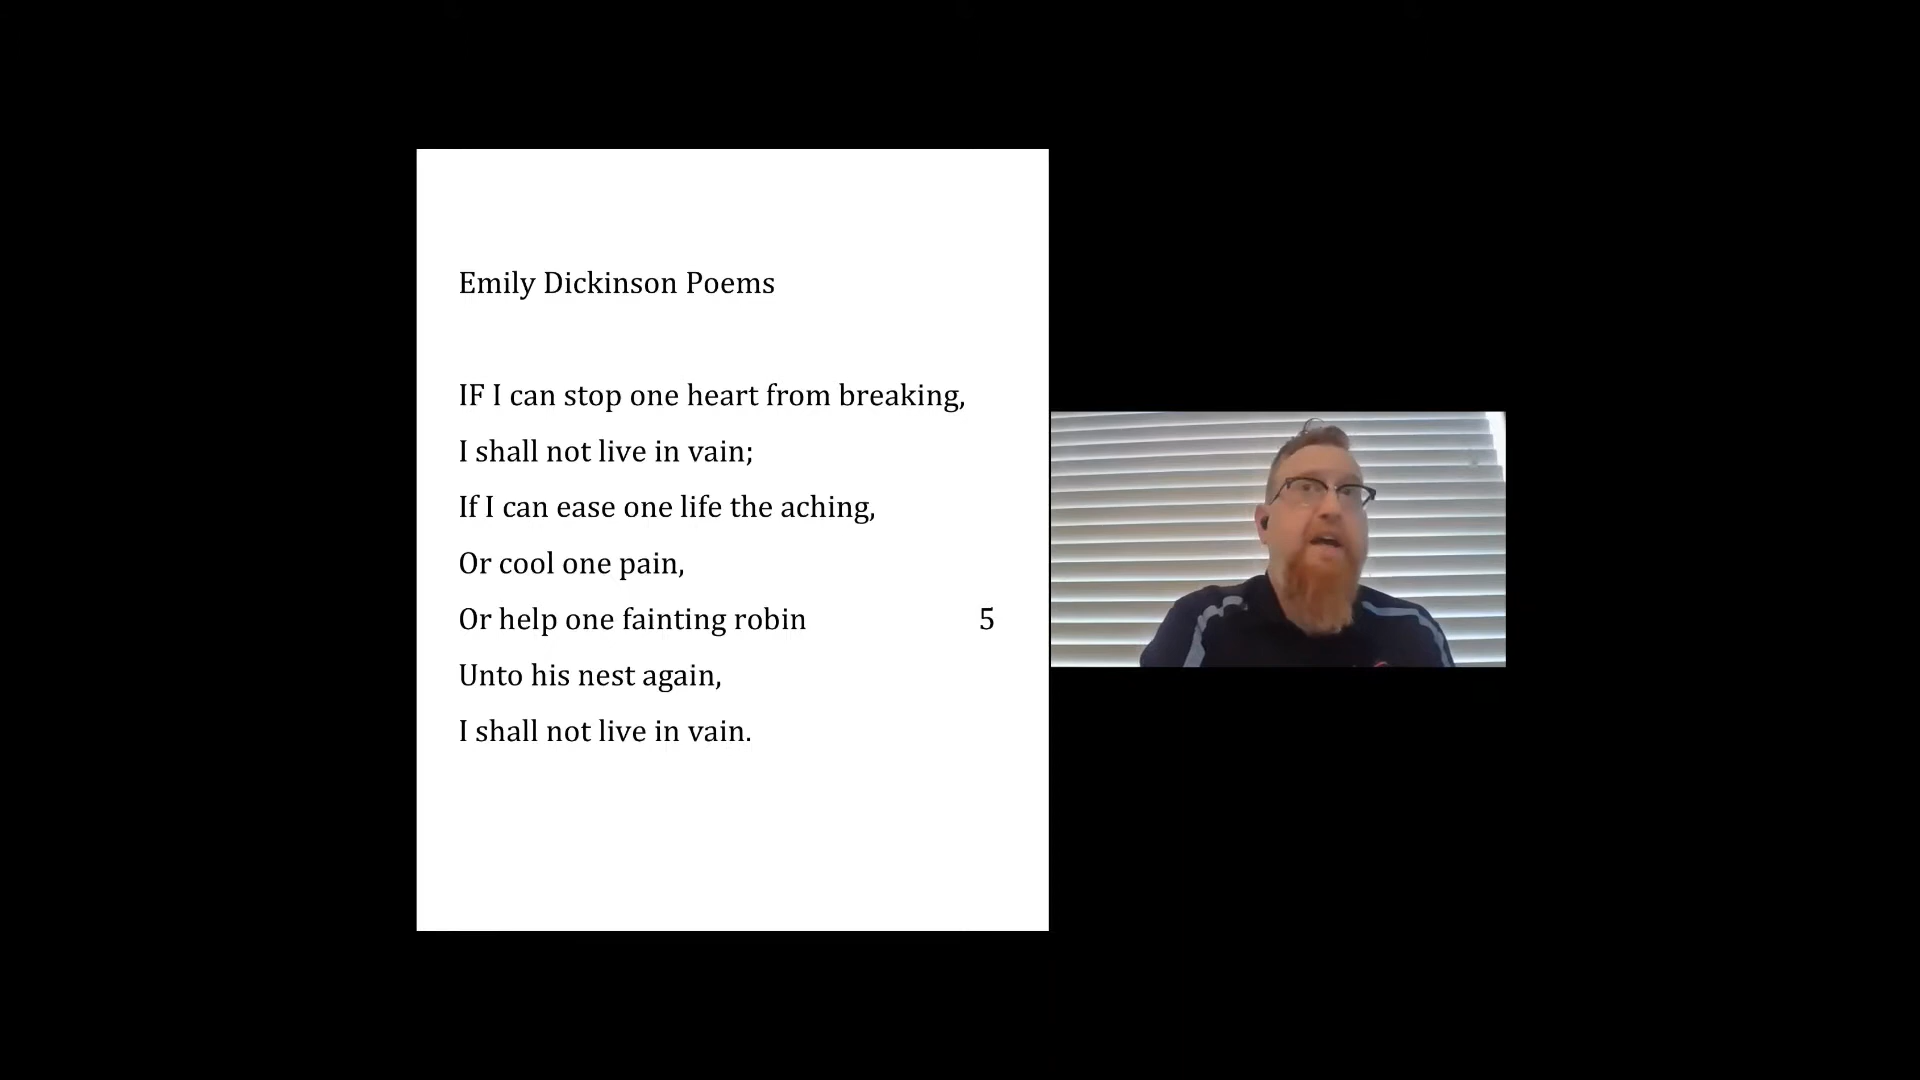 Emily Dickinson Poems
IF I can stop one heart from breaking,
I shall not live in vain;
If I can ease one life the aching,
Or cool one pain,
Or help one fainting robin 5
Unto his nest again,
I shall not live in vain.